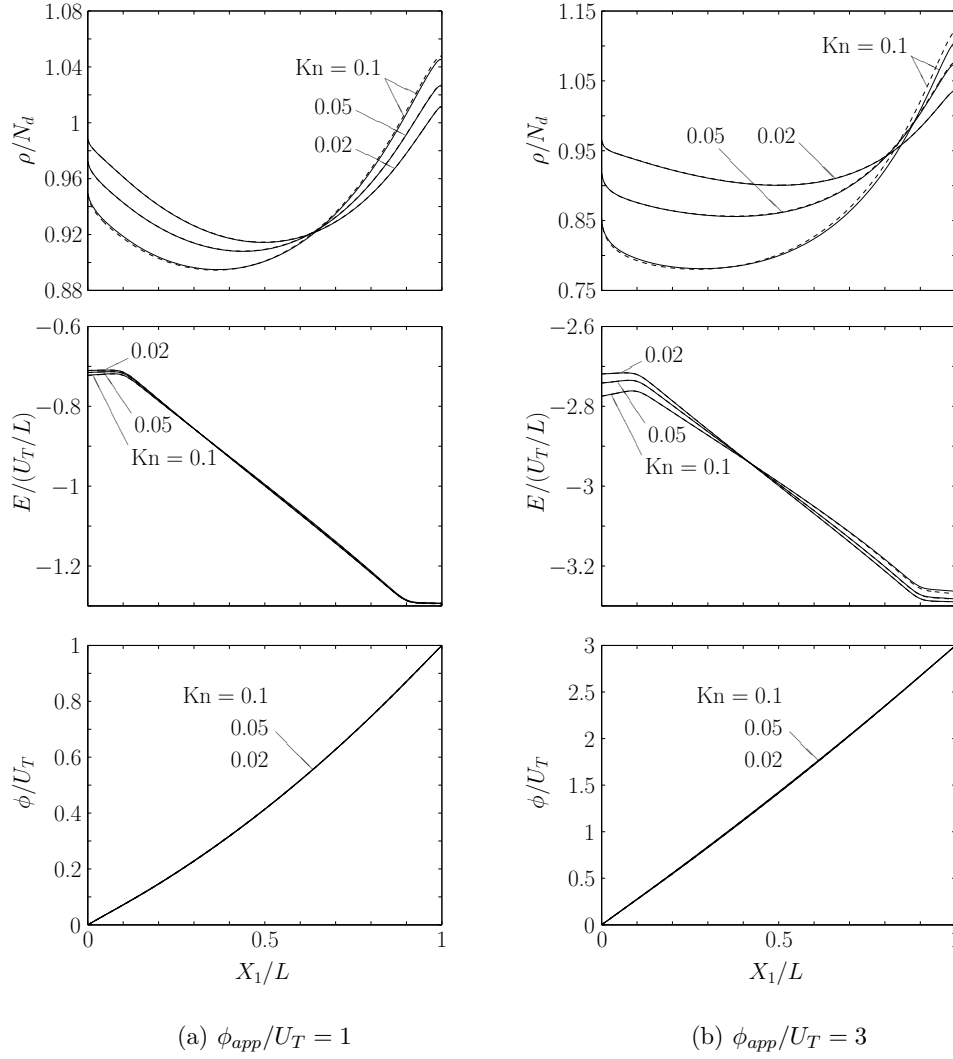 1.08
1.04
1
0.96
0.92
0.88
ρ/N_d
Kn = 0.1
0.05
0.02
1.15
1.05
0.95
0.85
0.75
ρ/N_d
Kn = 0.1
0.05 0.02
−0.6
−0.8
−1
−1.2
E/(U_T/L)
0.02
0.05
Kn = 0.1
−2.6
−2.8
−3
−3.2
E/(U_T/L)
0.02
0.05
Kn = 0.1
1
0.8
0.6
0.4
0.2
0
ϕ/U_T
Kn = 0.1
0.05
0.02
0 0.5 1
X_1/L
3
2.5
2
1.5
1
0.5
0
ϕ/U_T
Kn = 0.1
0.05
0.02
0 0.5 1
X_1/L
(a) ϕ_{app}/U_T = 1
(b) ϕ_{app}/U_T = 3